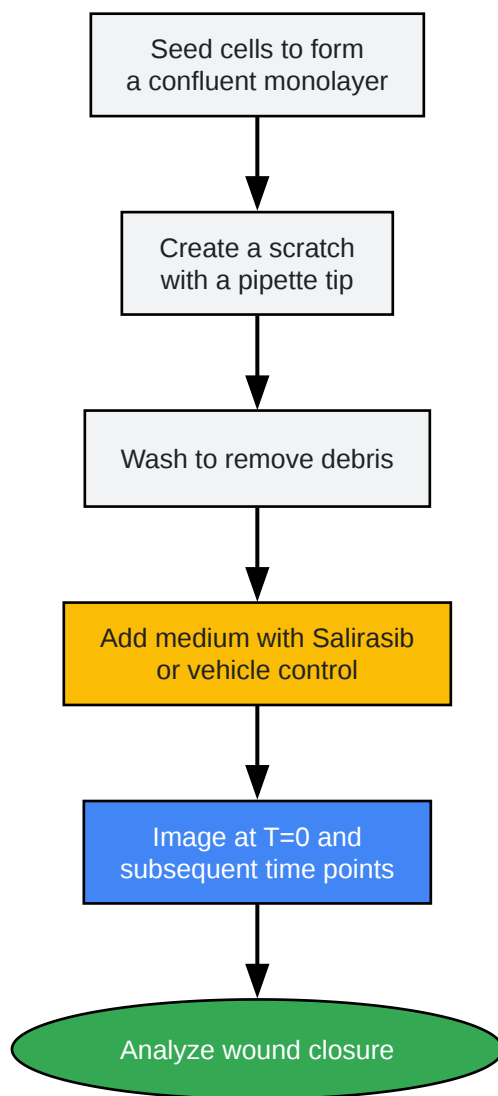 Seed cells to form
a confluent monolayer
Create a scratch
with a pipette tip
Wash to remove debris
Add medium with Salirasib
or vehicle control
Image at T=0 and
subsequent time points
Analyze wound closure